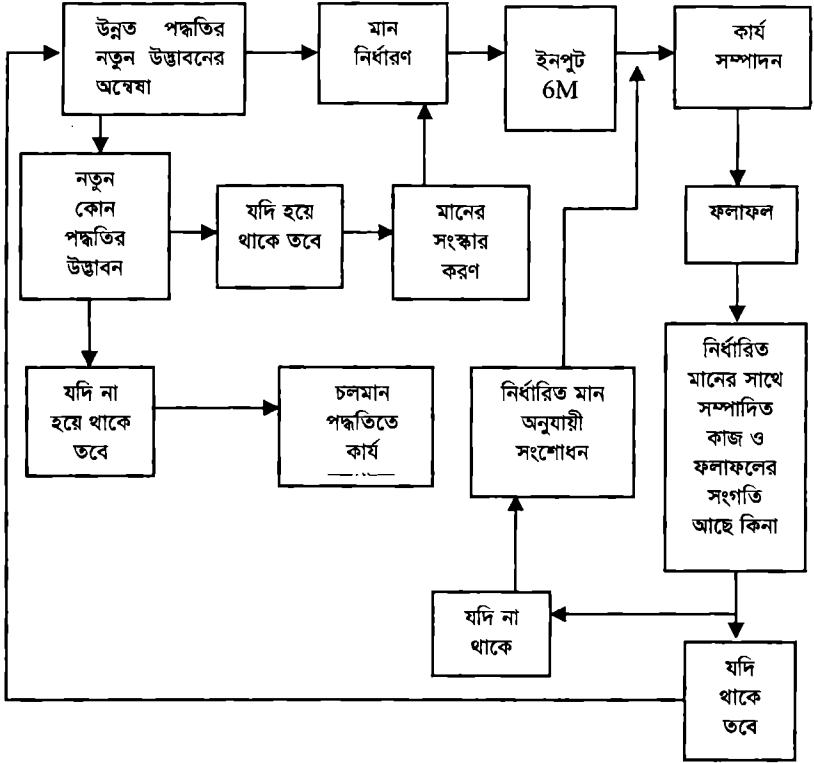 উন্নত পদ্ধতির
নতুন উদ্ভাবনের
অন্বেষা
মান
নির্ধারণ
ইনপুট
6M
কার্য
সম্পাদন
নতুন
কোন
পদ্ধতির
উদ্ভাবন
যদি হয়ে
থাকে তবে
মানের
সংস্কার
করণ
ফলাফল
যদি না
হয়ে থাকে
তবে
চলমান
পদ্ধতিতে
কার্য
নির্ধারিত মান
অনুযায়ী
সংশোধন
নির্ধারিত
মানের সাথে
সম্পাদিত
কাজ ও
ফলাফলের
সংগতি
আছে কিনা
যদি না
থাকে
যদি
থাকে
তবে